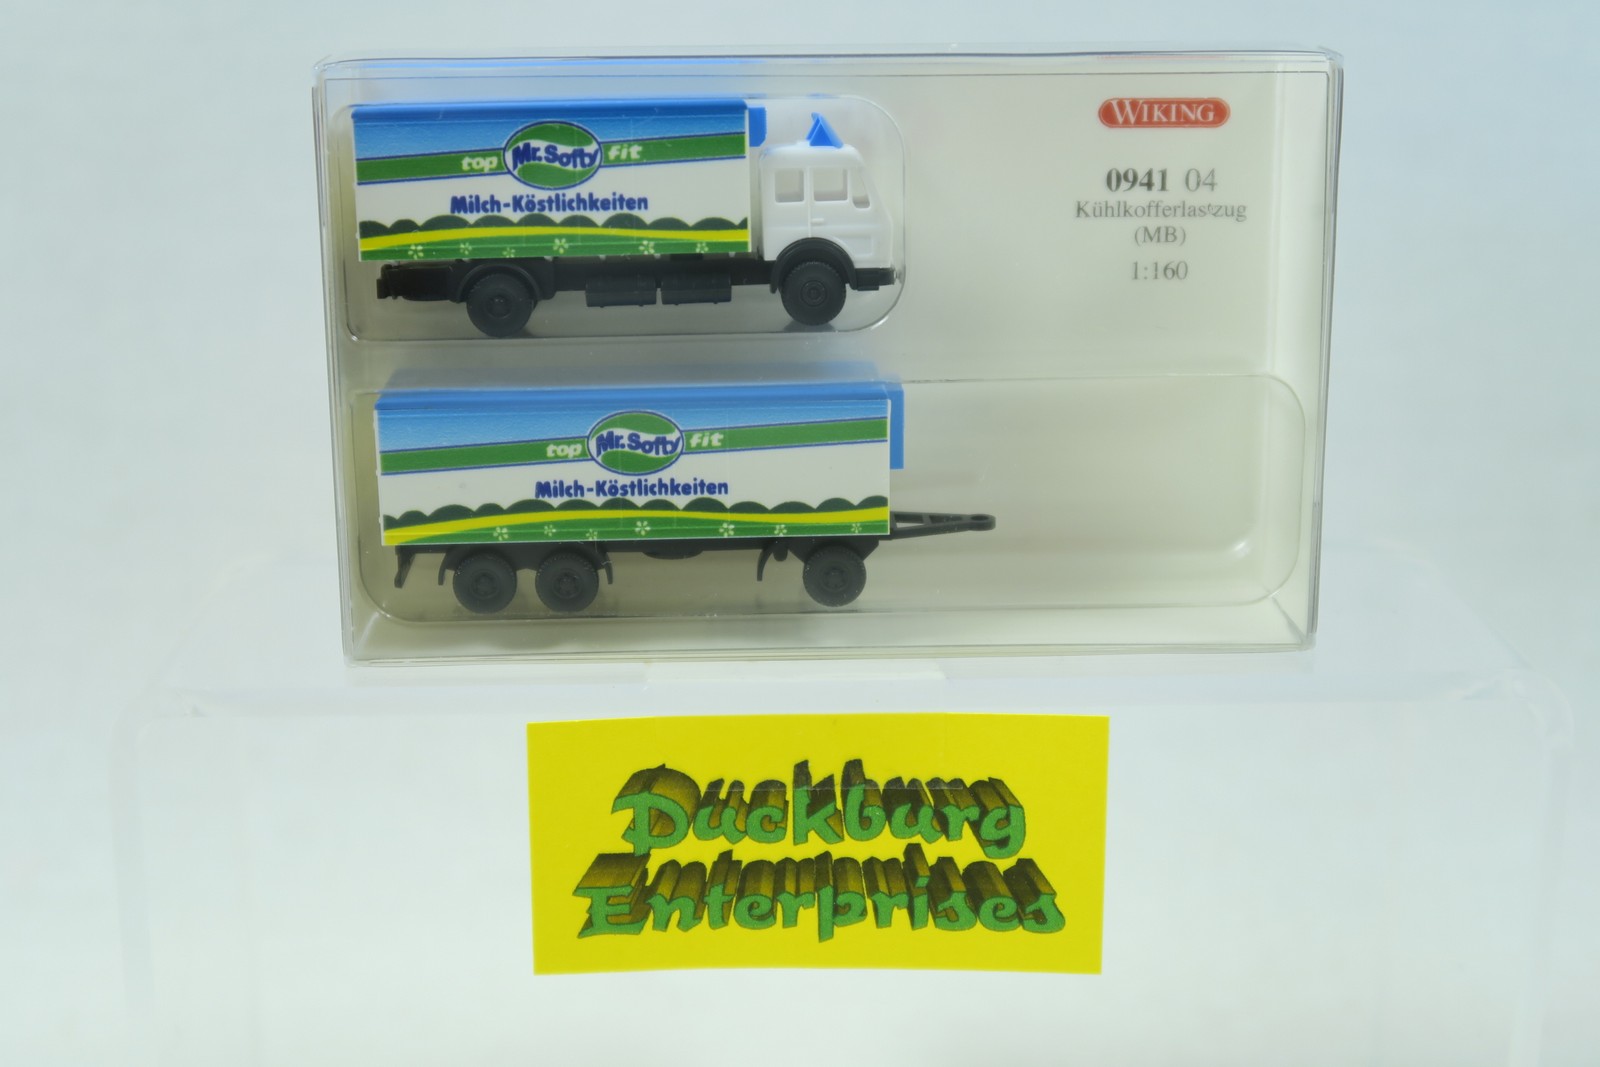 top Mr. Softy fit
Milch-Köstlichkeiten
WIKING
0941 04
Kühlkofferlastzug
(MB)
1:160
top Mr. Softy fit
Milch-Köstlichkeiten
Duckburg
Enterprises